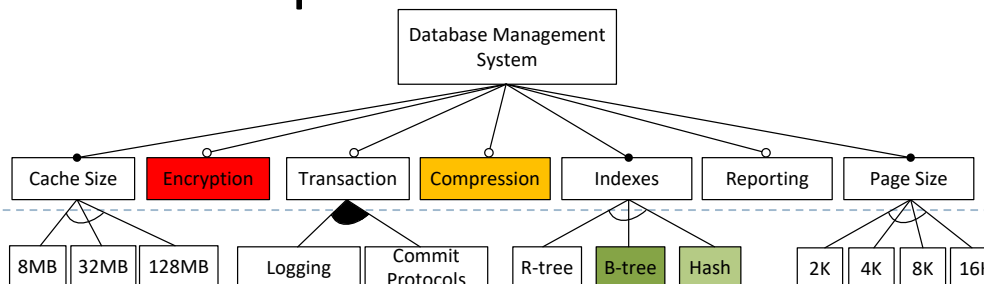 Database Management
System
Cache Size
Encryption
Transaction
Compression
Indexes
Reporting
Page Size
8MB
32MB
128MB
Logging
Commit
Protocols
R-tree
B-tree
Hash
2K
4K
8K